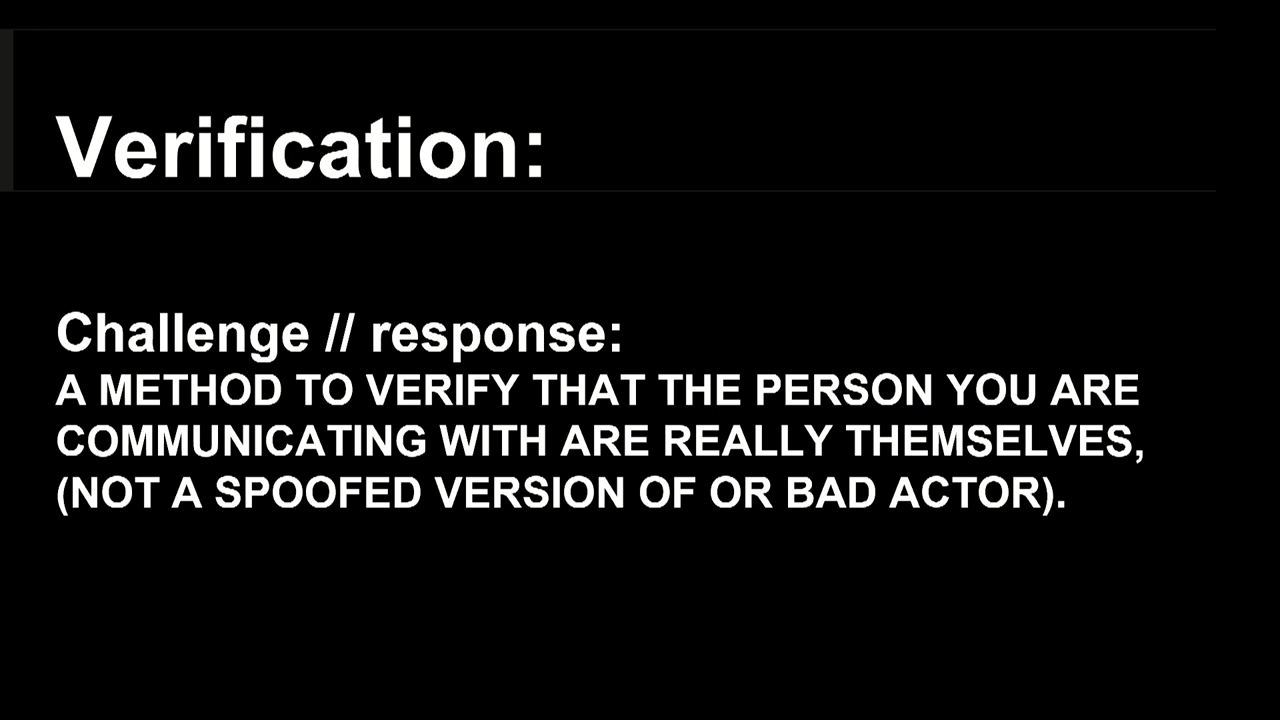 Verification:
Challenge // response:
A METHOD TO VERIFY THAT THE PERSON YOU ARE
COMMUNICATING WITH ARE REALLY THEMSELVES,
(NOT A SPOOFED VERSION OF OR BAD ACTOR).